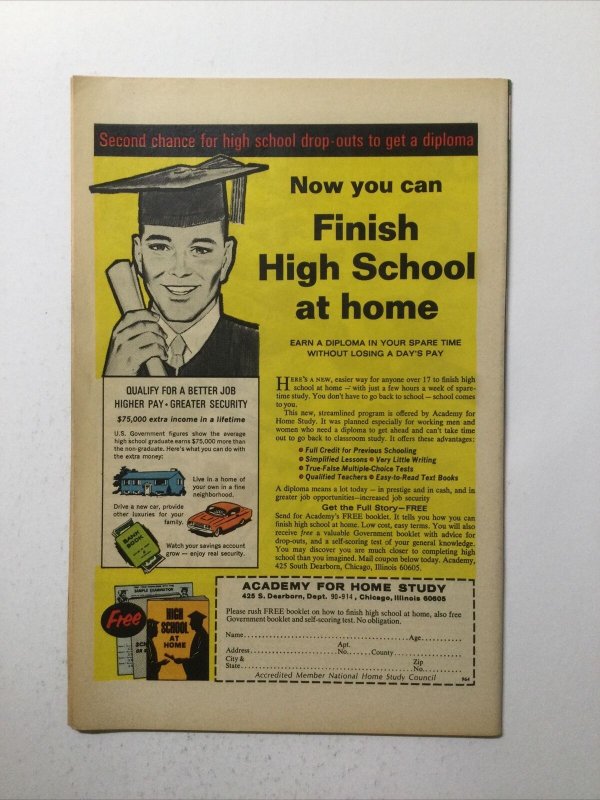 Second chance for high school drop-outs to get a diploma
Now you can
Finish
High School
at home
EARN A DIPLOMA IN YOUR SPARE TIME
WITHOUT LOSING A DAY'S PAY
QUALIFY FOR A BETTER JOB
HIGHER PAY • GREATER SECURITY
$75,000 extra income in a lifetime
U.S. Government figures show the average
high school graduate earns $75,000 more than
the non-graduate. Here's what you can do with
the extra money:
Live in a home of
your own in a fine
neighborhood.
Drive a new car, provide
other luxuries for your
family.
BANK
BOOK
Watch your savings account
grow — enjoy real security.
HERE'S A NEW, easier way for anyone over 17 to finish high
school at home — with just a few hours a week of spare-
time study. You don't have to go back to school — school comes
to you.
This new, streamlined program is offered by Academy for
Home Study. It was planned especially for working men and
women who need a diploma to get ahead and can't take time
out to go back to classroom study. It offers these advantages:
• Full Credit for Previous Schooling
• Simplified Lessons • Very Little Writing
• True-False Multiple-Choice Tests
• Qualified Teachers • Easy-to-Read Text Books
A diploma means a lot today — in prestige and in cash, and in
greater job opportunities—increased job security
Get the Full Story—FREE
Send for Academy's FREE booklet. It tells you how you can
finish high school at home. Low cost, easy terms. You will also
receive free a valuable Government booklet with advice for
drop-outs, and a self-scoring test of your general knowledge.
You may discover you are much closer to completing high
school than you imagined. Mail coupon below today. Academy,
425 South Dearborn, Chicago, Illinois 60605.
SAMPLE EXAMINATION
Free
HIGH
SCHOOL
AT
HOME
ACADEMY FOR HOME STUDY
425 S. Dearborn, Dept. 90-914, Chicago, Illinois 60605
Please rush FREE booklet on how to finish high school at home, also free
Government booklet and self-scoring test. No obligation.
Name Age
Apt.
Address No. County
City & Zip
State No.
Accredited Member National Home Study Council